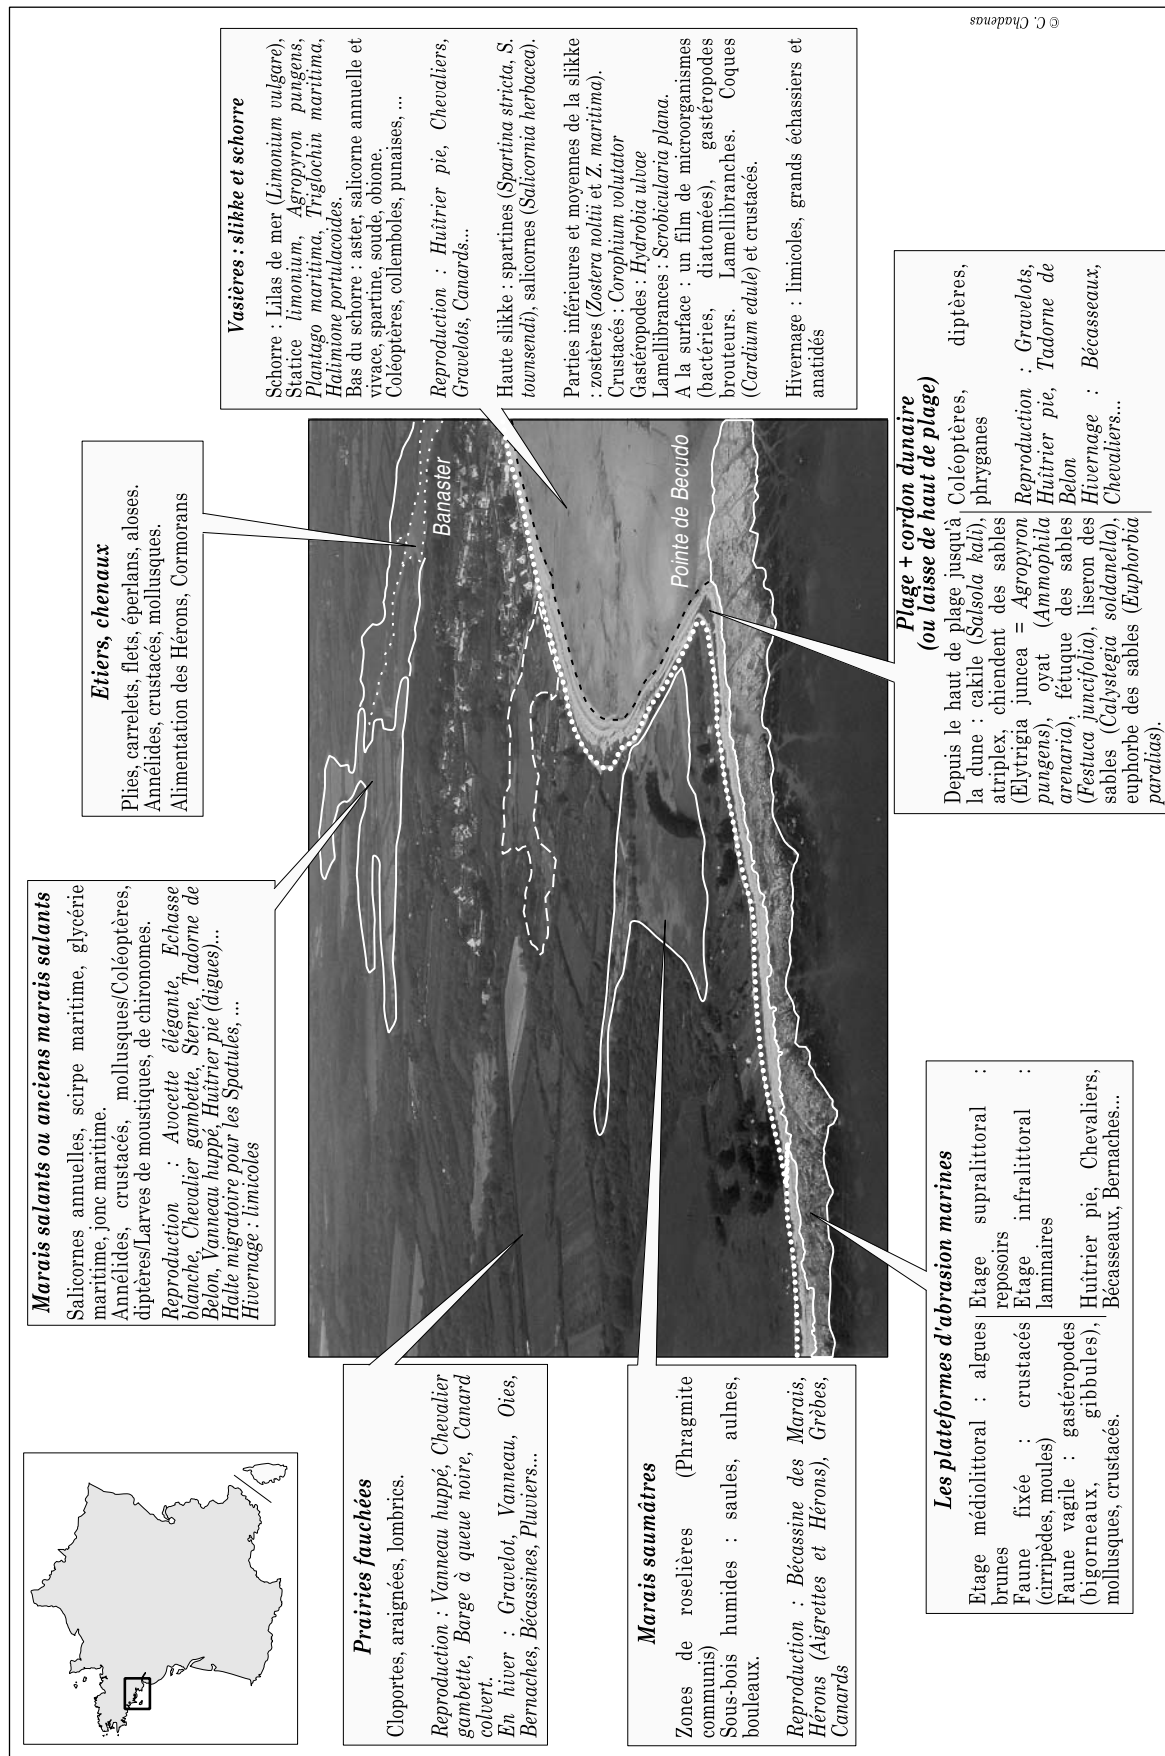 Prairies fauchées
Cloportes, araignées, lombrics.
Reproduction : Vanneau huppé, Chevalier
gambette, Barge à queue noire, Canard
colvert.
En hiver : Gravelot, Vanneau, Oies,
Bernaches, Bécassines, Pluviers...
Marais salants ou anciens marais salants
Salicornes annuelles, scirpe maritime, glycérie
maritime, jonc maritime.
Annélides, crustacés, mollusques/Coléoptères,
diptères/Larves de moustiques, de chironomes.
Reproduction : Avocette élégante, Echasse
blanche, Chevalier gambette, Sterne, Tadorne de
Belon, Vanneau huppé, Huîtrier pie (digues)...
Halte migratoire pour les Spatules, ...
Hivernage : limicoles
Etiers, chenaux
Plies, carrelets, flets, éperlans, aloses.
Annélides, crustacés, mollusques.
Alimentation des Hérons, Cormorans
Vasières : slikke et schorre
Schorre : Lilas de mer (Limonium vulgare),
Statice limonium, Agropyron pungens,
Plantago maritima, Triglochin maritima,
Halimione portulacoides.
Bas du schorre : aster, salicorne annuelle et
vivace, spartine, soude, obione.
Coléoptères, collemboles, punaises, ...
Reproduction : Huîtrier pie, Chevaliers,
Gravelots, Canards...
Haute slikke : spartines (Spartina stricta, S.
townsendi), salicornes (Salicornia herbacea).
Parties inférieures et moyennes de la slikke
: zostères (Zostera noltii et Z. maritima).
Crustacés : Corophium volutator
Gastéropodes : Hydrobia ulvae
Lamellibrances : Scrobicularia plana.
A la surface : un film de microorganismes
(bactéries, diatomées), gastéropodes
brouteurs. Lamellibranches. Coques
(Cardium edule) et crustacés.
Hivernage : limicoles, grands échassiers et
anatidés
Banaster
Pointe de Becudo
Marais saumâtres
Zones de roselières (Phragmite
communis)
Sous-bois humides : saules, aulnes,
bouleaux.
Reproduction : Bécassine des Marais,
Hérons (Aigrettes et Hérons), Grèbes,
Canards
Les plateformes d'abrasion marines
Etage médiolittoral : algues
brunes
Faune fixée : crustacés
(cirripèdes, moules)
Faune vagile : gastéropodes
(bigorneaux, gibbules),
mollusques, crustacés.
Etage supralittoral :
reposoirs
Etage infralittoral :
laminaires
Huîtrier pie, Chevaliers,
Bécasseaux, Bernaches...
Plage + cordon dunaire
(ou laisse de haut de plage)
Depuis le haut de plage jusqu'à
la dune : cakile (Salsola kali),
atriplex, chiendent des sables
(Elytrigia juncea = Agropyron
pungens), oyat (Ammophila
arenaria), fétuque des sables
(Festuca juncifolia), liseron des
sables (Calystegia soldanella),
euphorbe des sables (Euphorbia
paralias).
Coléoptères, diptères,
phryganes
Reproduction : Gravelots,
Huîtrier pie, Tadorne de
Belon
Hivernage : Bécasseaux,
Chevaliers...
© C. Chadenas